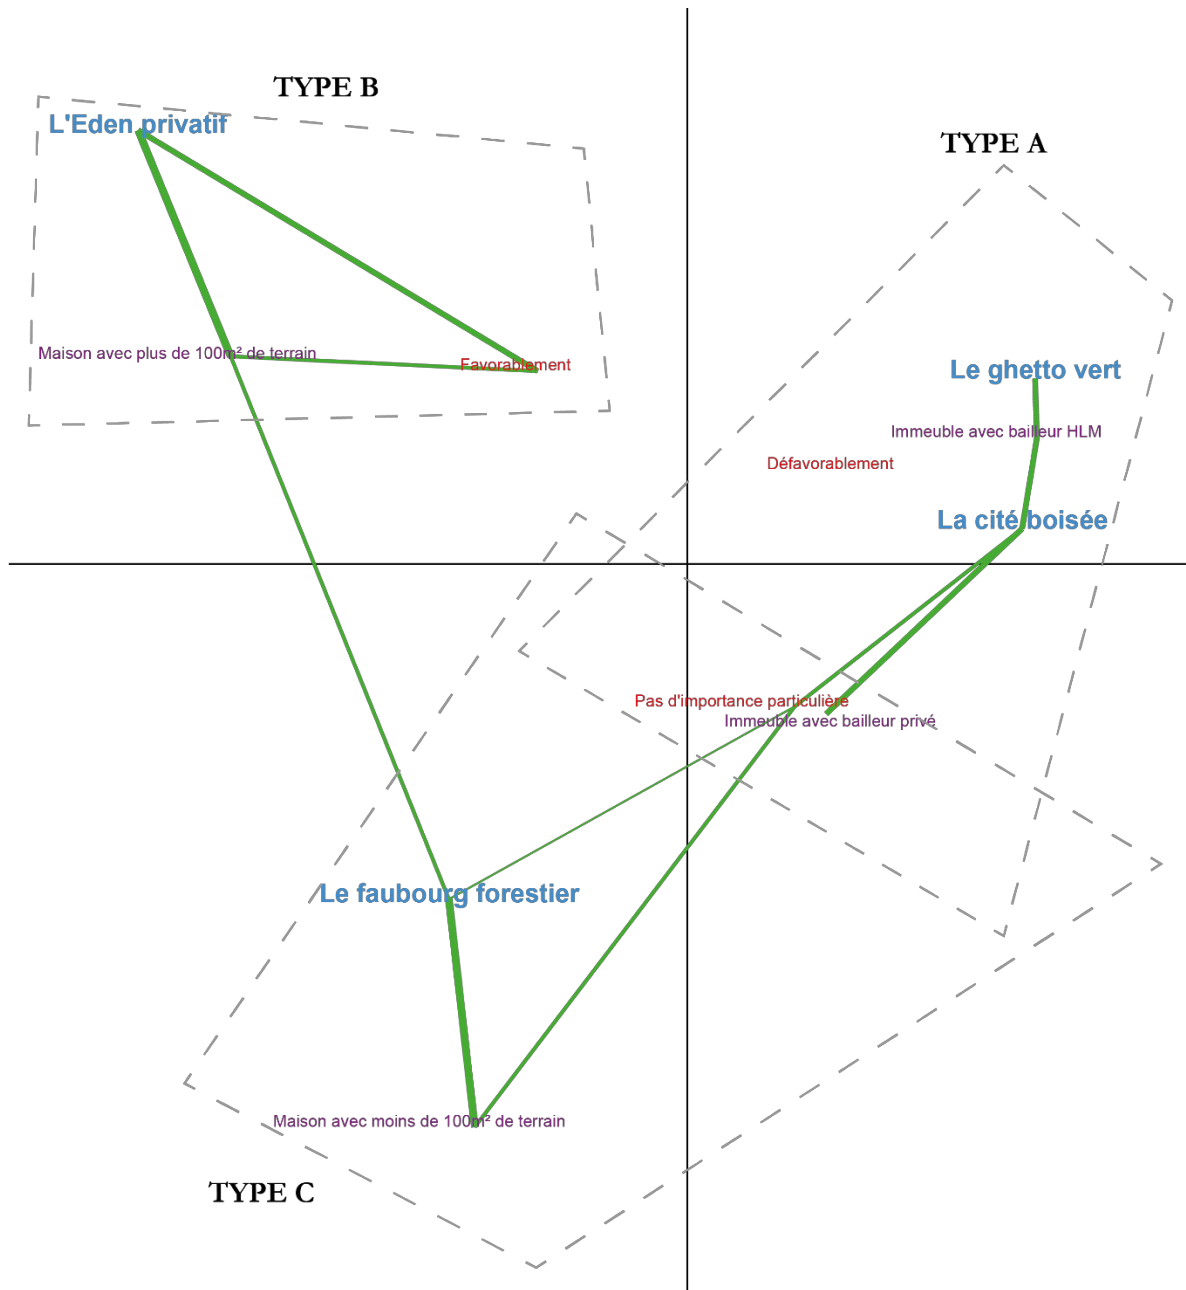 TYPE B
L'Eden privatif
TYPE A
Maison avec plus de 100m² de terrain
Favorablement
Le ghetto vert
Immeuble avec bailleur HLM
Défavorablement
La cité boisée
Pas d'importance particulière
Immeuble avec bailleur privé
Le faubourg forestier
Maison avec moins de 100m² de terrain
TYPE C